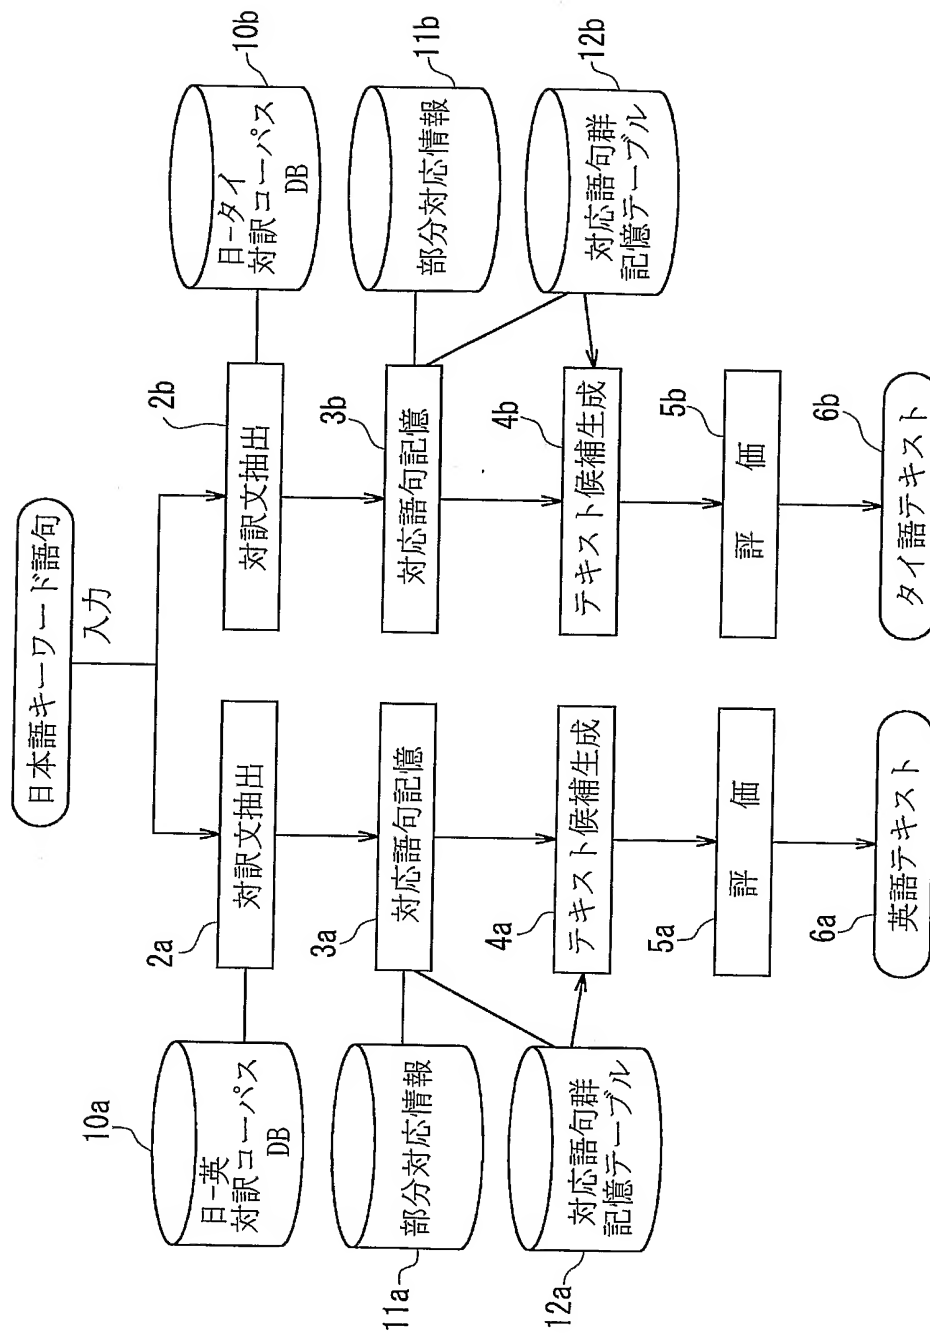 日本語キーワード語句
入力
10a
日-英
対訳コーパス
DB
2a
対訳文抽出
2b
対訳文抽出
10b
日-タイ
対訳コーパス
DB
11a
部分対応情報
3a
対応語句記憶
3b
対応語句記憶
11b
部分対応情報
12a
対応語句群
記憶テーブル
4a
テキスト候補生成
4b
テキスト候補生成
12b
対応語句群
記憶テーブル
5a
評 価
5b
評 価
6a
英語テキスト
6b
タイ語テキスト